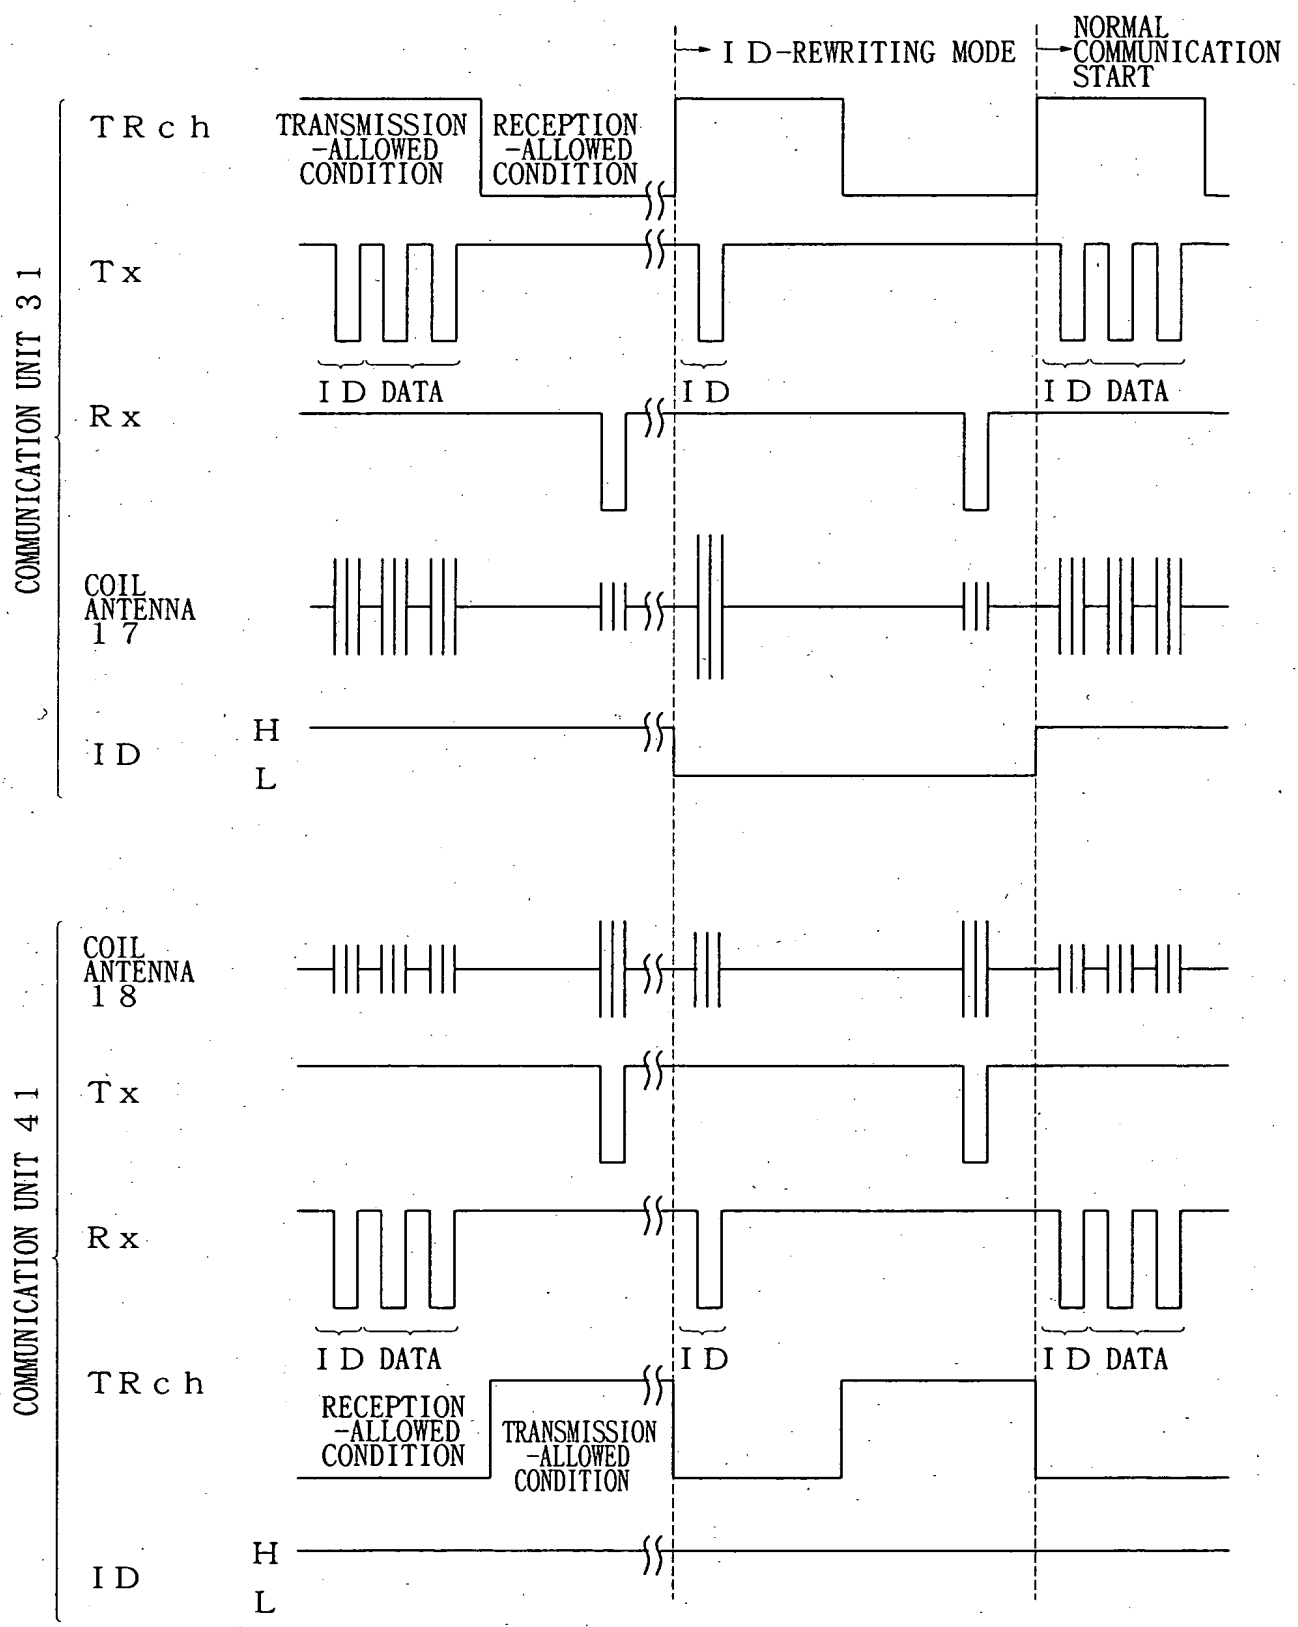 ID-REWRITING MODE
NORMAL
COMMUNICATION
START
COMMUNICATION UNIT 31
TRch
TRANSMISSION
-ALLOWED
CONDITION
RECEPTION
-ALLOWED
CONDITION
Tx
ID DATA
ID
ID DATA
Rx
COIL
ANTENNA
17
ID
H
L
COMMUNICATION UNIT 41
COIL
ANTENNA
18
Tx
Rx
ID DATA
ID
ID DATA
TRch
RECEPTION
-ALLOWED
CONDITION
TRANSMISSION
-ALLOWED
CONDITION
ID
H
L